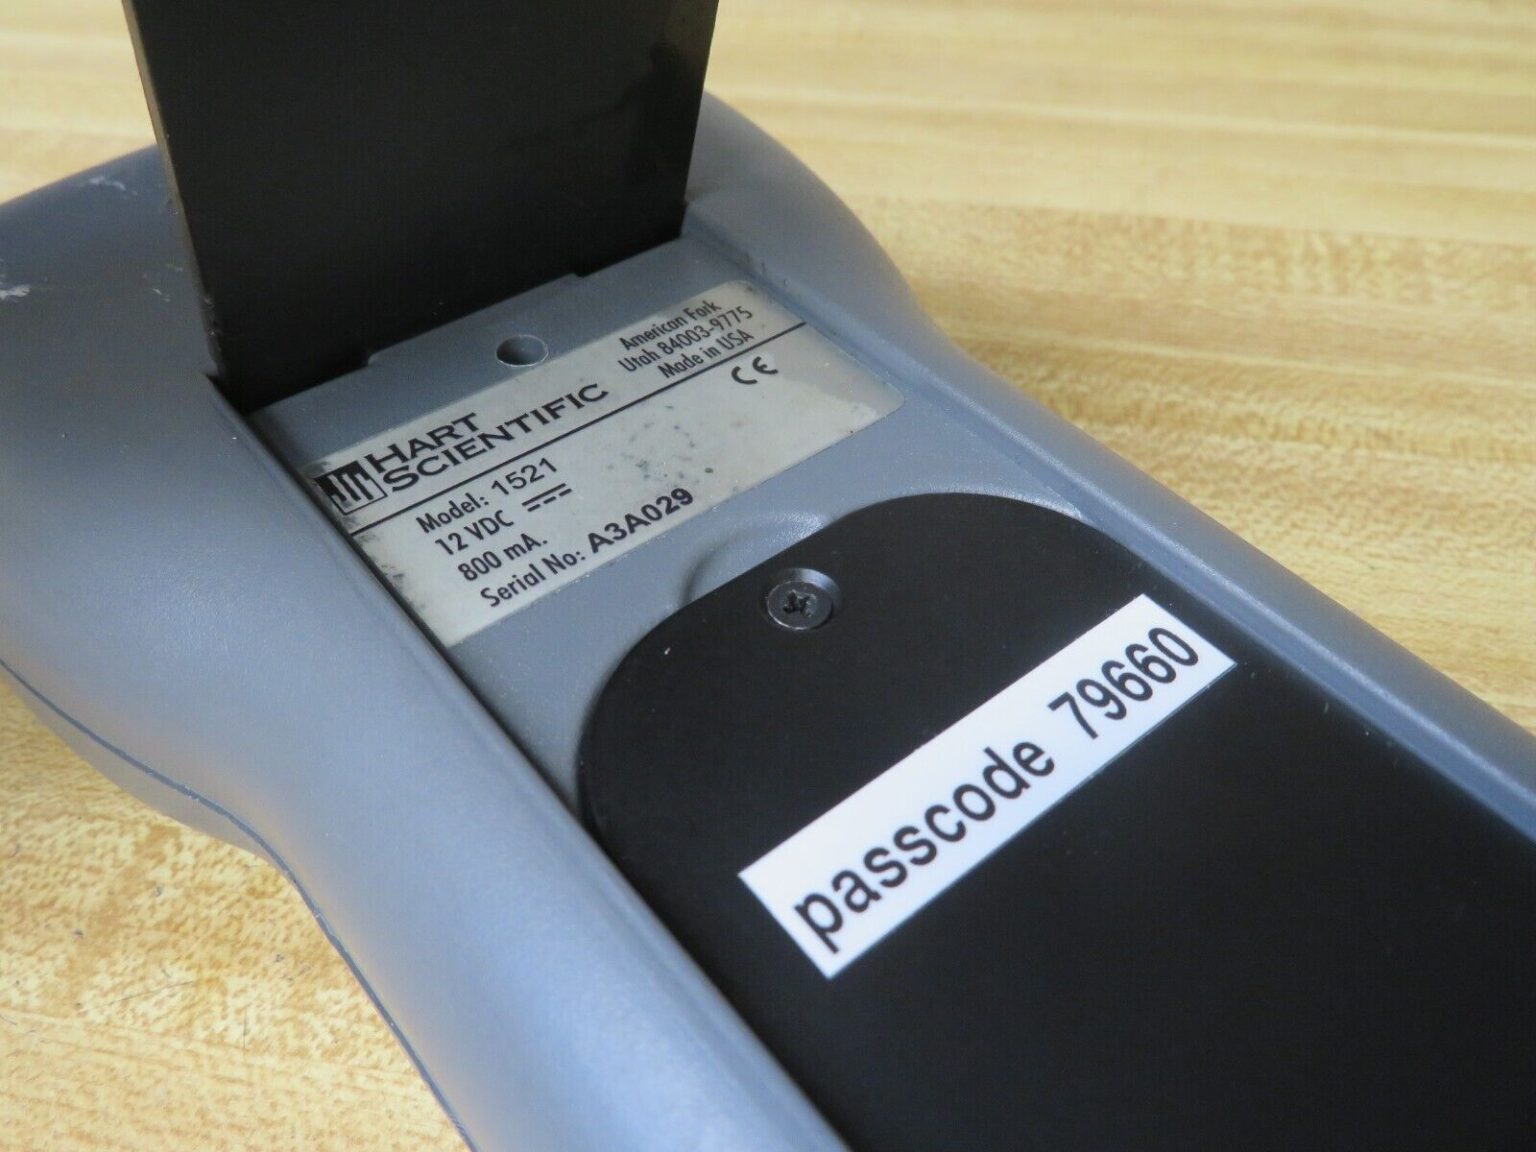 HART
SCIENTIFIC
American Fork
Utah 84003-9775
Made in USA
CE
Model: 1521
12 VDC
800 mA.
Serial No: A3A029
passcode 79660